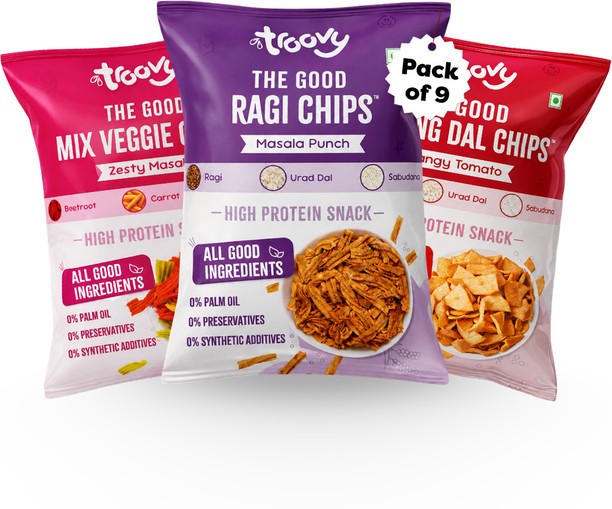 troovy
THE GOOD
MIX VEGGIE
Zesty Masa
Beetroot
Carrot
HIGH PROTEIN S
ALL GOOD
INGREDIENTS
0% PALM OIL
0% PRESERVATIVES
0% SYNTHETIC ADDITIVES
troovy
THE GOOD
RAGI CHIPS™
Masala Punch
Ragi
Urad Dal
Sabudana
HIGH PROTEIN SNACK
ALL GOOD
INGREDIENTS
0% PALM OIL
0% PRESERVATIVES
0% SYNTHETIC ADDITIVES
Pack
of 9
ovy
GOOD
NG DAL CHIPS™
angy Tomato
Urad Dal
Sabudana
OTEIN SNACK